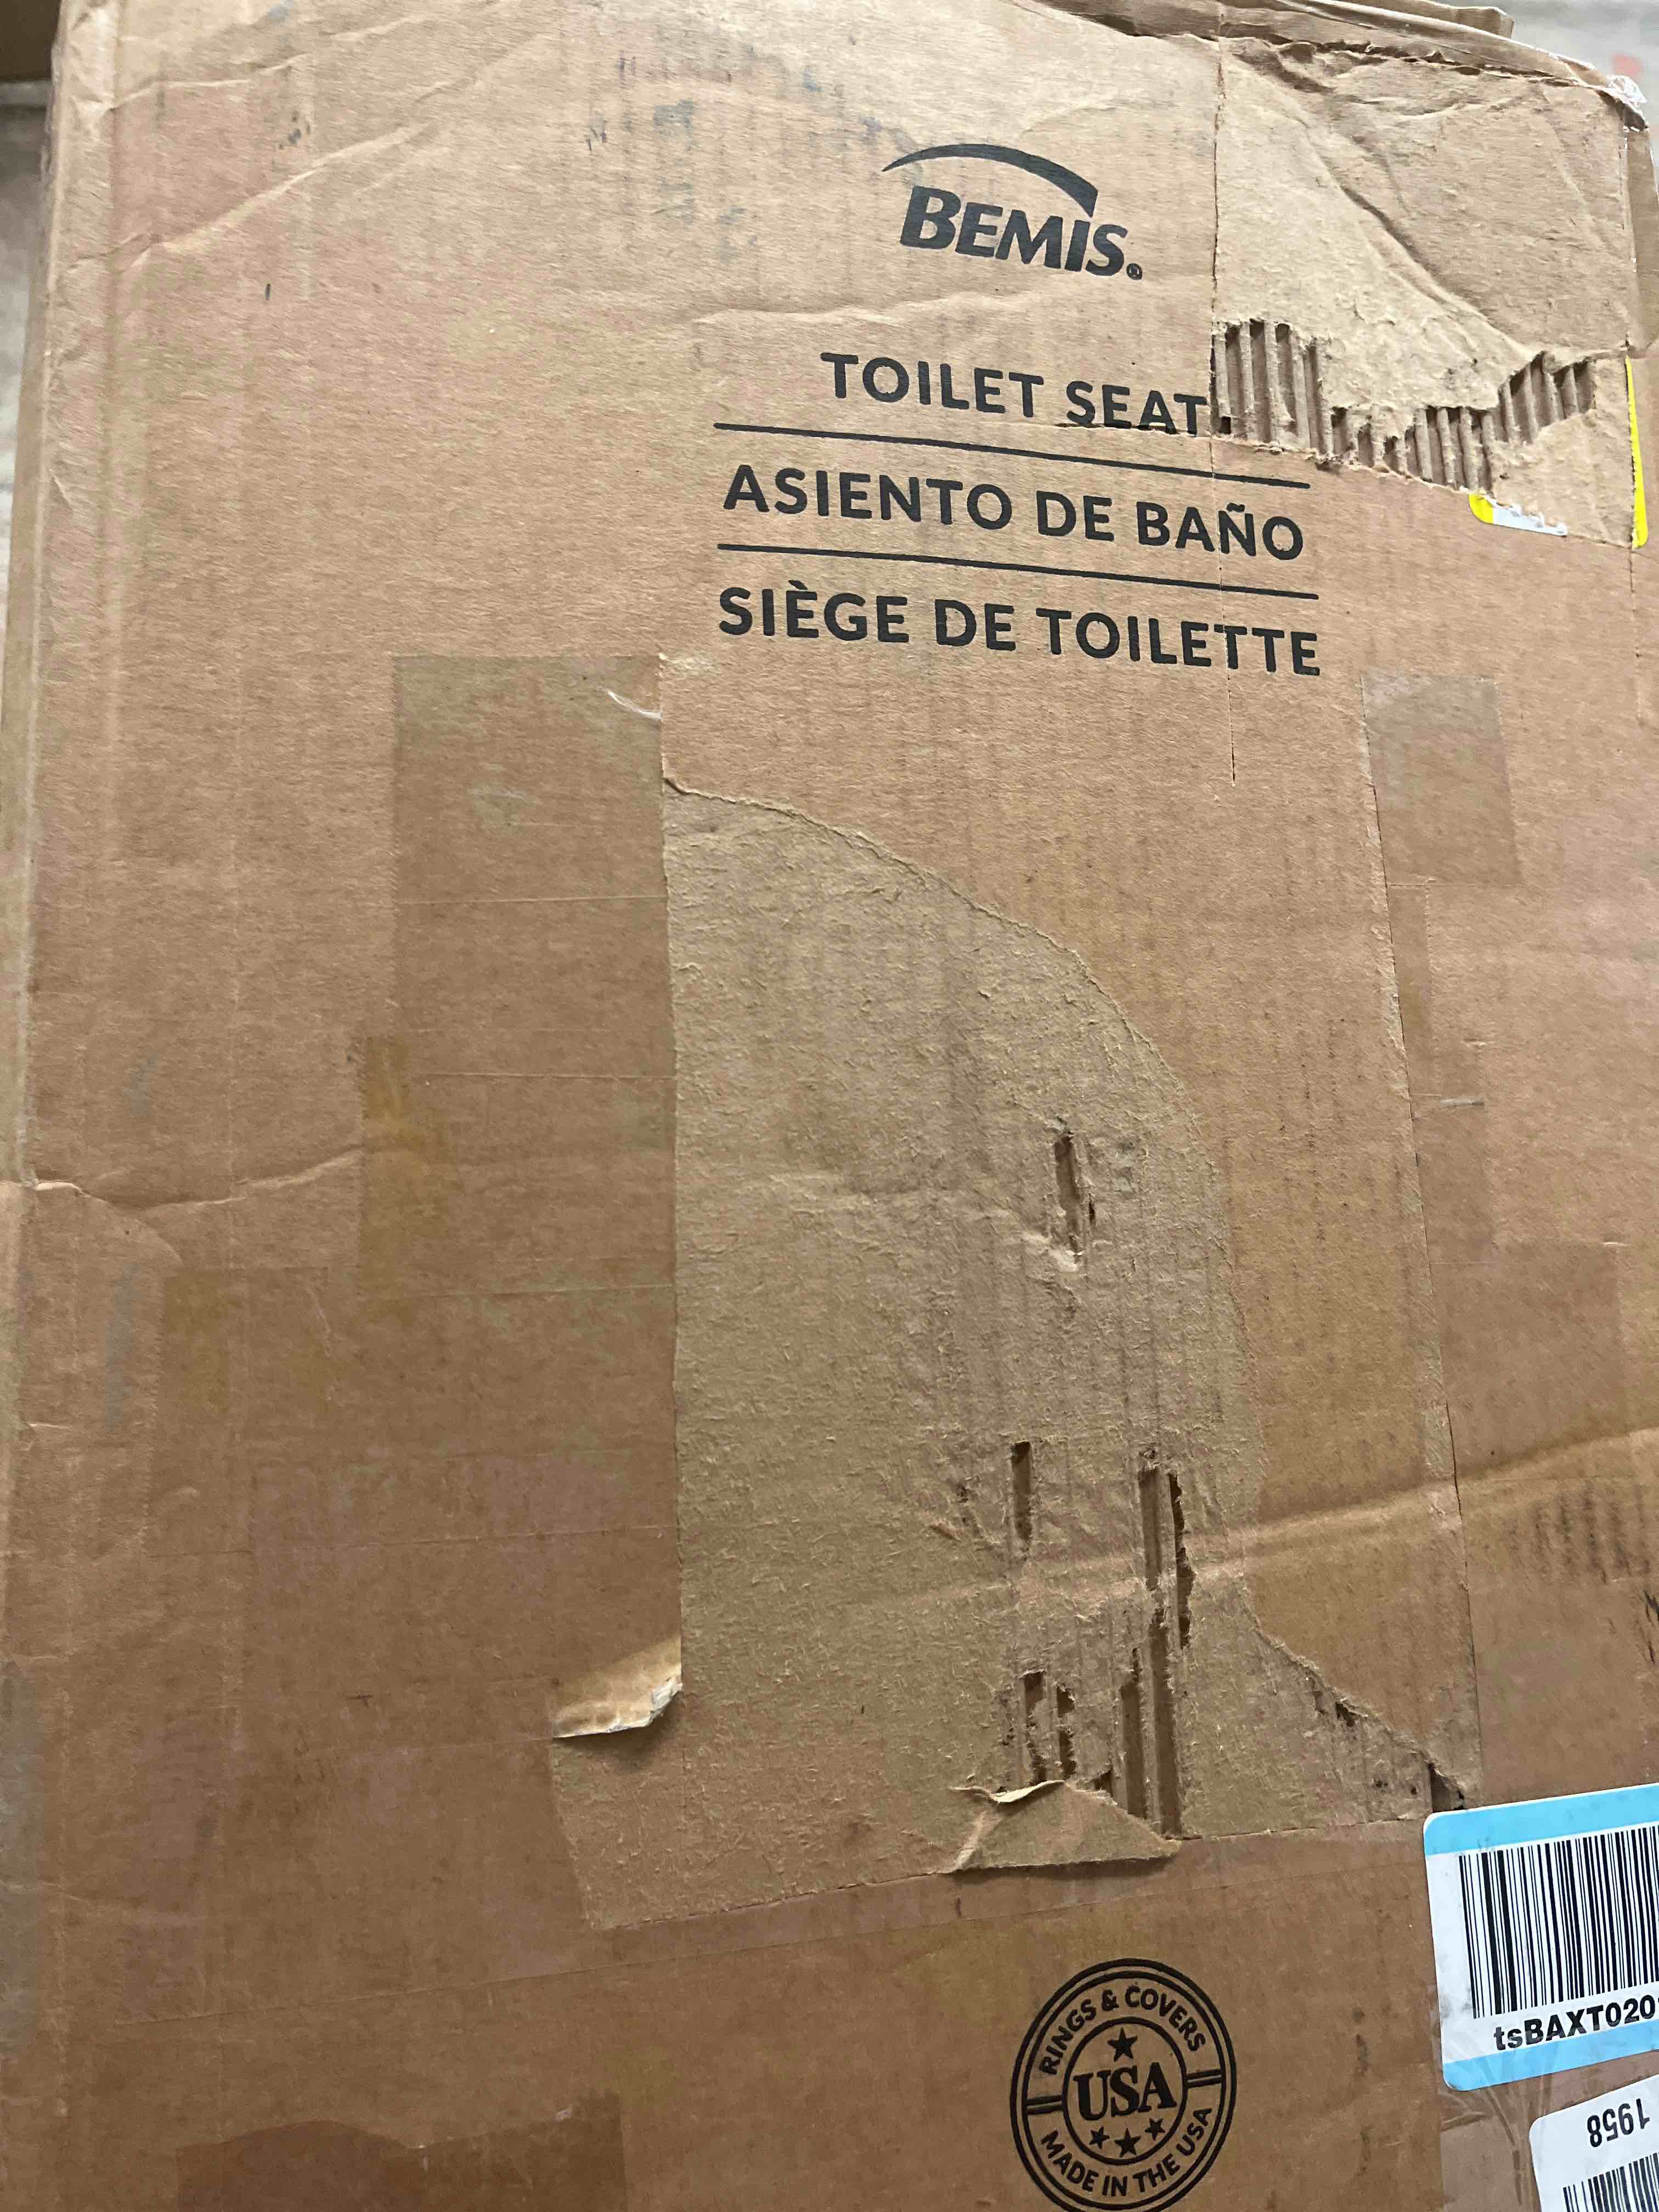 BEMIS®
TOILET SEAT
ASIENTO DE BAÑO
SIÈGE DE TOILETTE
tsBAXT020
1958
RINGS & COVERS
USA
MADE IN THE USA